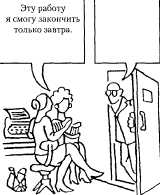 Эту работу
я смогу закончить
только завтра.